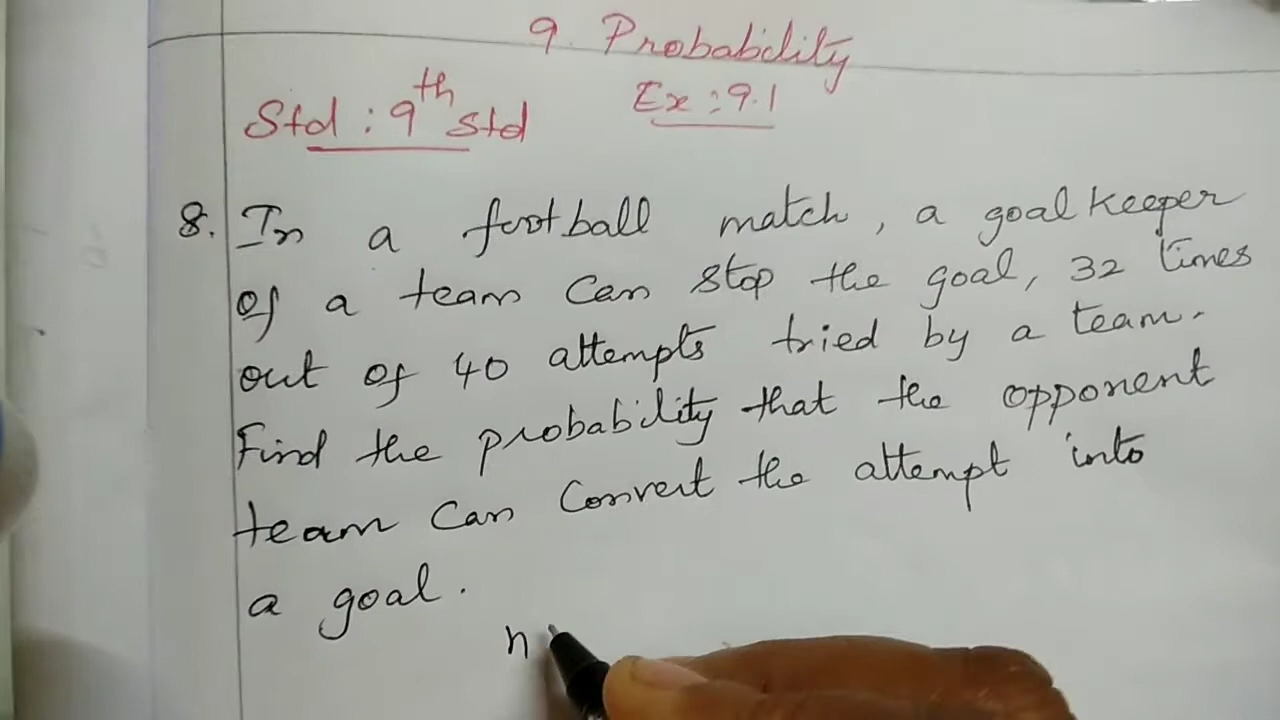 9. Probability
Std : 9th Std
Ex : 9.1
8. In a football match, a goalkeeper
of a team can stop the goal, 32 times
out of 40 attempts tried by a team.
Find the probability that the opponent
team can convert the attempt into
a goal.
n